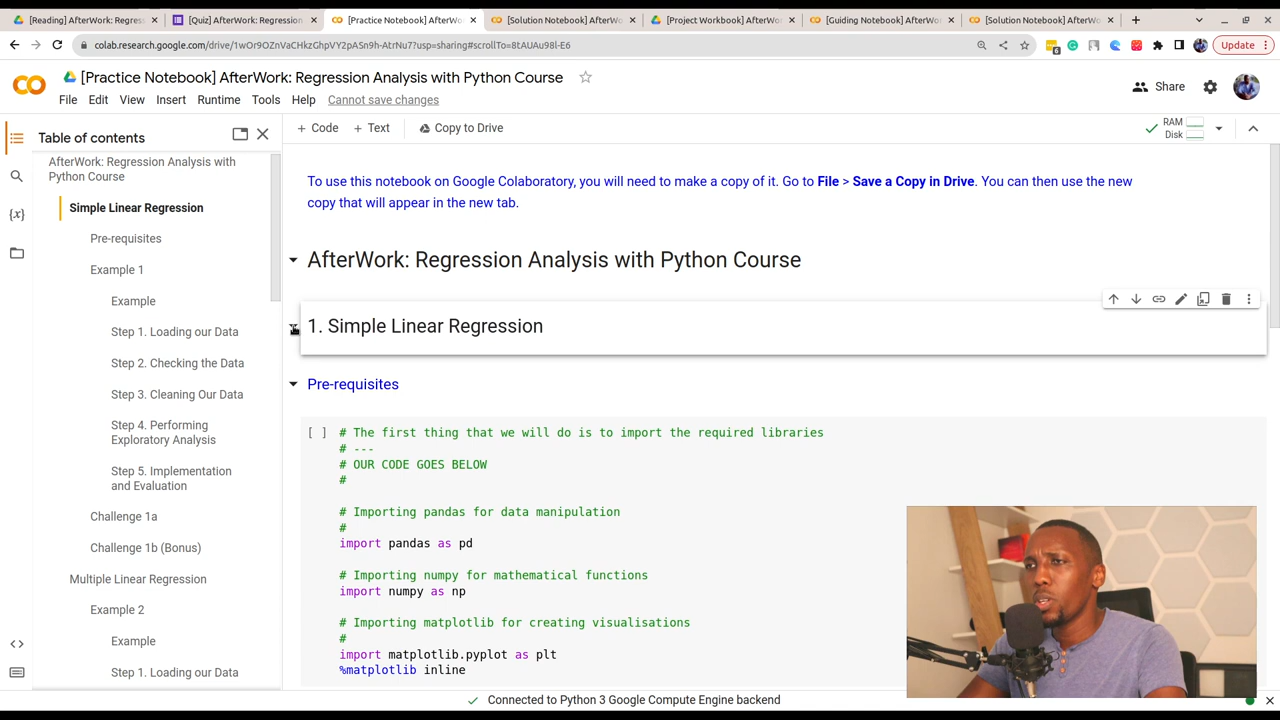 [Reading] AfterWork: Regress
[Quiz] AfterWork: Regression
[Practice Notebook] AfterWo
[Solution Notebook] AfterW
[Project Workbook] AfterWo
[Guiding Notebook] AfterWo
[Solution Notebook] AfterWo
colab.research.google.com/drive/1wOr9OZnVaCHkzGhpVY2pASn9h-AtrNu7?usp=sharing#scrollTo=8tAUAu98l-E6
6
Update
[Practice Notebook] AfterWork: Regression Analysis with Python Course
File Edit View Insert Runtime Tools Help Cannot save changes
Share
Table of contents
+ Code + Text Copy to Drive
RAM
Disk
AfterWork: Regression Analysis with
Python Course
Simple Linear Regression
Pre-requisites
Example 1
Example
Step 1. Loading our Data
Step 2. Checking the Data
Step 3. Cleaning Our Data
Step 4. Performing
Exploratory Analysis
Step 5. Implementation
and Evaluation
Challenge 1a
Challenge 1b (Bonus)
Multiple Linear Regression
Example 2
Example
Step 1. Loading our Data
To use this notebook on Google Colaboratory, you will need to make a copy of it. Go to File > Save a Copy in Drive. You can then use the new
copy that will appear in the new tab.
AfterWork: Regression Analysis with Python Course
1. Simple Linear Regression
Pre-requisites
[ ] # The first thing that we will do is to import the required libraries
# ---
# OUR CODE GOES BELOW
#
# Importing pandas for data manipulation
#
import pandas as pd
# Importing numpy for mathematical functions
import numpy as np
# Importing matplotlib for creating visualisations
#
import matplotlib.pyplot as plt
%matplotlib inline
Connected to Python 3 Google Compute Engine backend